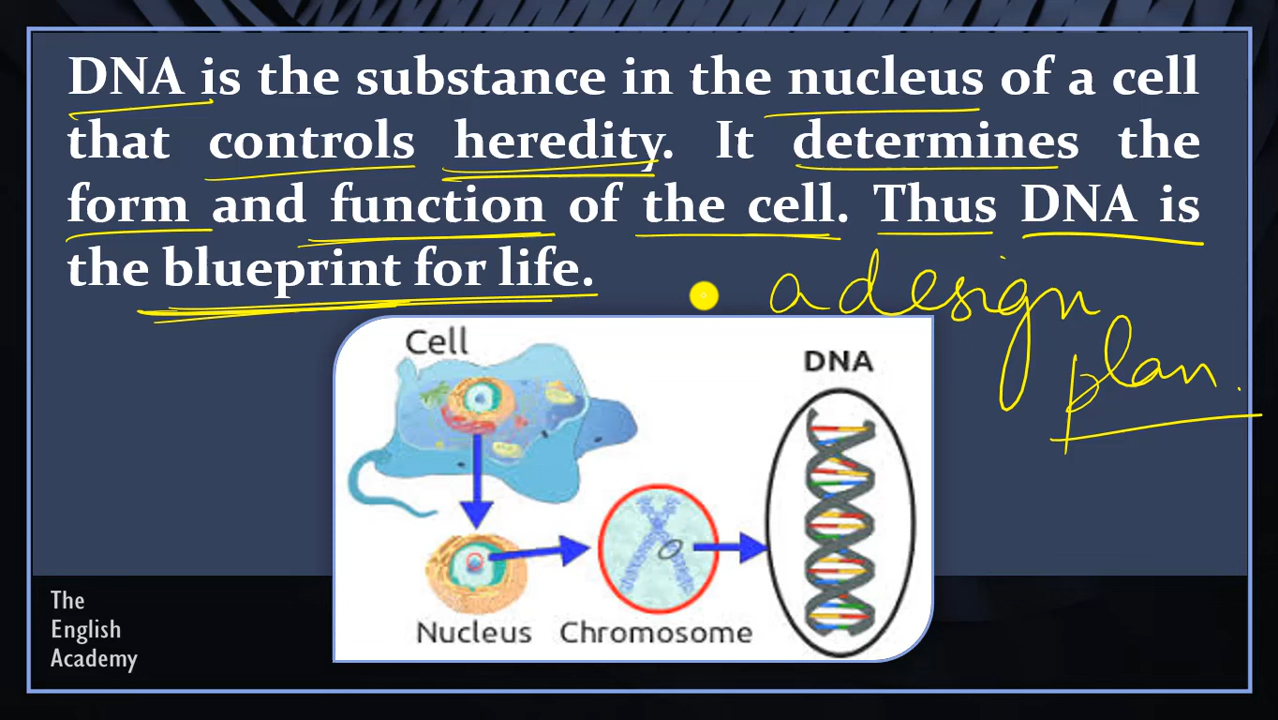 DNA is the substance in the nucleus of a cell
that controls heredity. It determines the
form and function of the cell. Thus DNA is
the blueprint for life.
a design
plan.
Cell
DNA
Nucleus
Chromosome
The
English
Academy